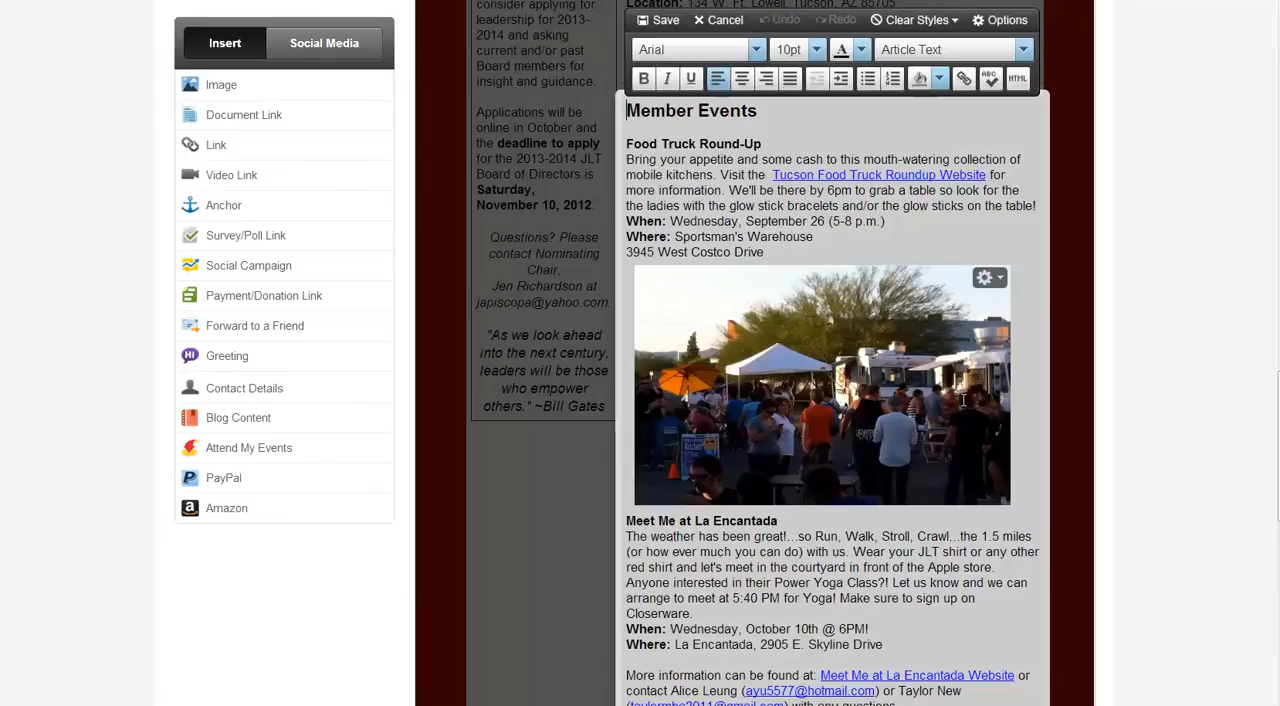 Insert
Social Media
Image
Document Link
Link
Video Link
Anchor
Survey/Poll Link
Social Campaign
Payment/Donation Link
Forward to a Friend
Hi Greeting
Contact Details
Blog Content
Attend My Events
PayPal
Amazon
consider applying for
leadership for 2013-
2014 and asking
current and/or past
Board members for
insight and guidance.
Applications will be
online in October and
the deadline to apply
for the 2013-2014 JLT
Board of Directors is
Saturday,
November 10, 2012.
Questions? Please
contact Nominating
Chair,
Jen Richardson at
japiscopa@yahoo.com.
"As we look ahead
into the next century,
leaders will be those
who empower
others." ~Bill Gates
Location: 134 W. Ft. Lowell, Tucson, AZ 85705
Save Cancel Undo Redo Clear Styles Options
Arial 10pt A Article Text
B I U ABC HTML
Member Events
Food Truck Round-Up
Bring your appetite and some cash to this mouth-watering collection of
mobile kitchens. Visit the Tucson Food Truck Roundup Website for
more information. We'll be there by 6pm to grab a table so look for the
the ladies with the glow stick bracelets and/or the glow sticks on the table!
When: Wednesday, September 26 (5-8 p.m.)
Where: Sportsman's Warehouse
3945 West Costco Drive
Meet Me at La Encantada
The weather has been great!...so Run, Walk, Stroll, Crawl...the 1.5 miles
(or how ever much you can do) with us. Wear your JLT shirt or any other
red shirt and let's meet in the courtyard in front of the Apple store.
Anyone interested in their Power Yoga Class?! Let us know and we can
arrange to meet at 5:40 PM for Yoga! Make sure to sign up on
Closerware.
When: Wednesday, October 10th @ 6PM!
Where: La Encantada, 2905 E. Skyline Drive
More information can be found at: Meet Me at La Encantada Website or
contact Alice Leung (ayu5577@hotmail.com) or Taylor New
with any questions